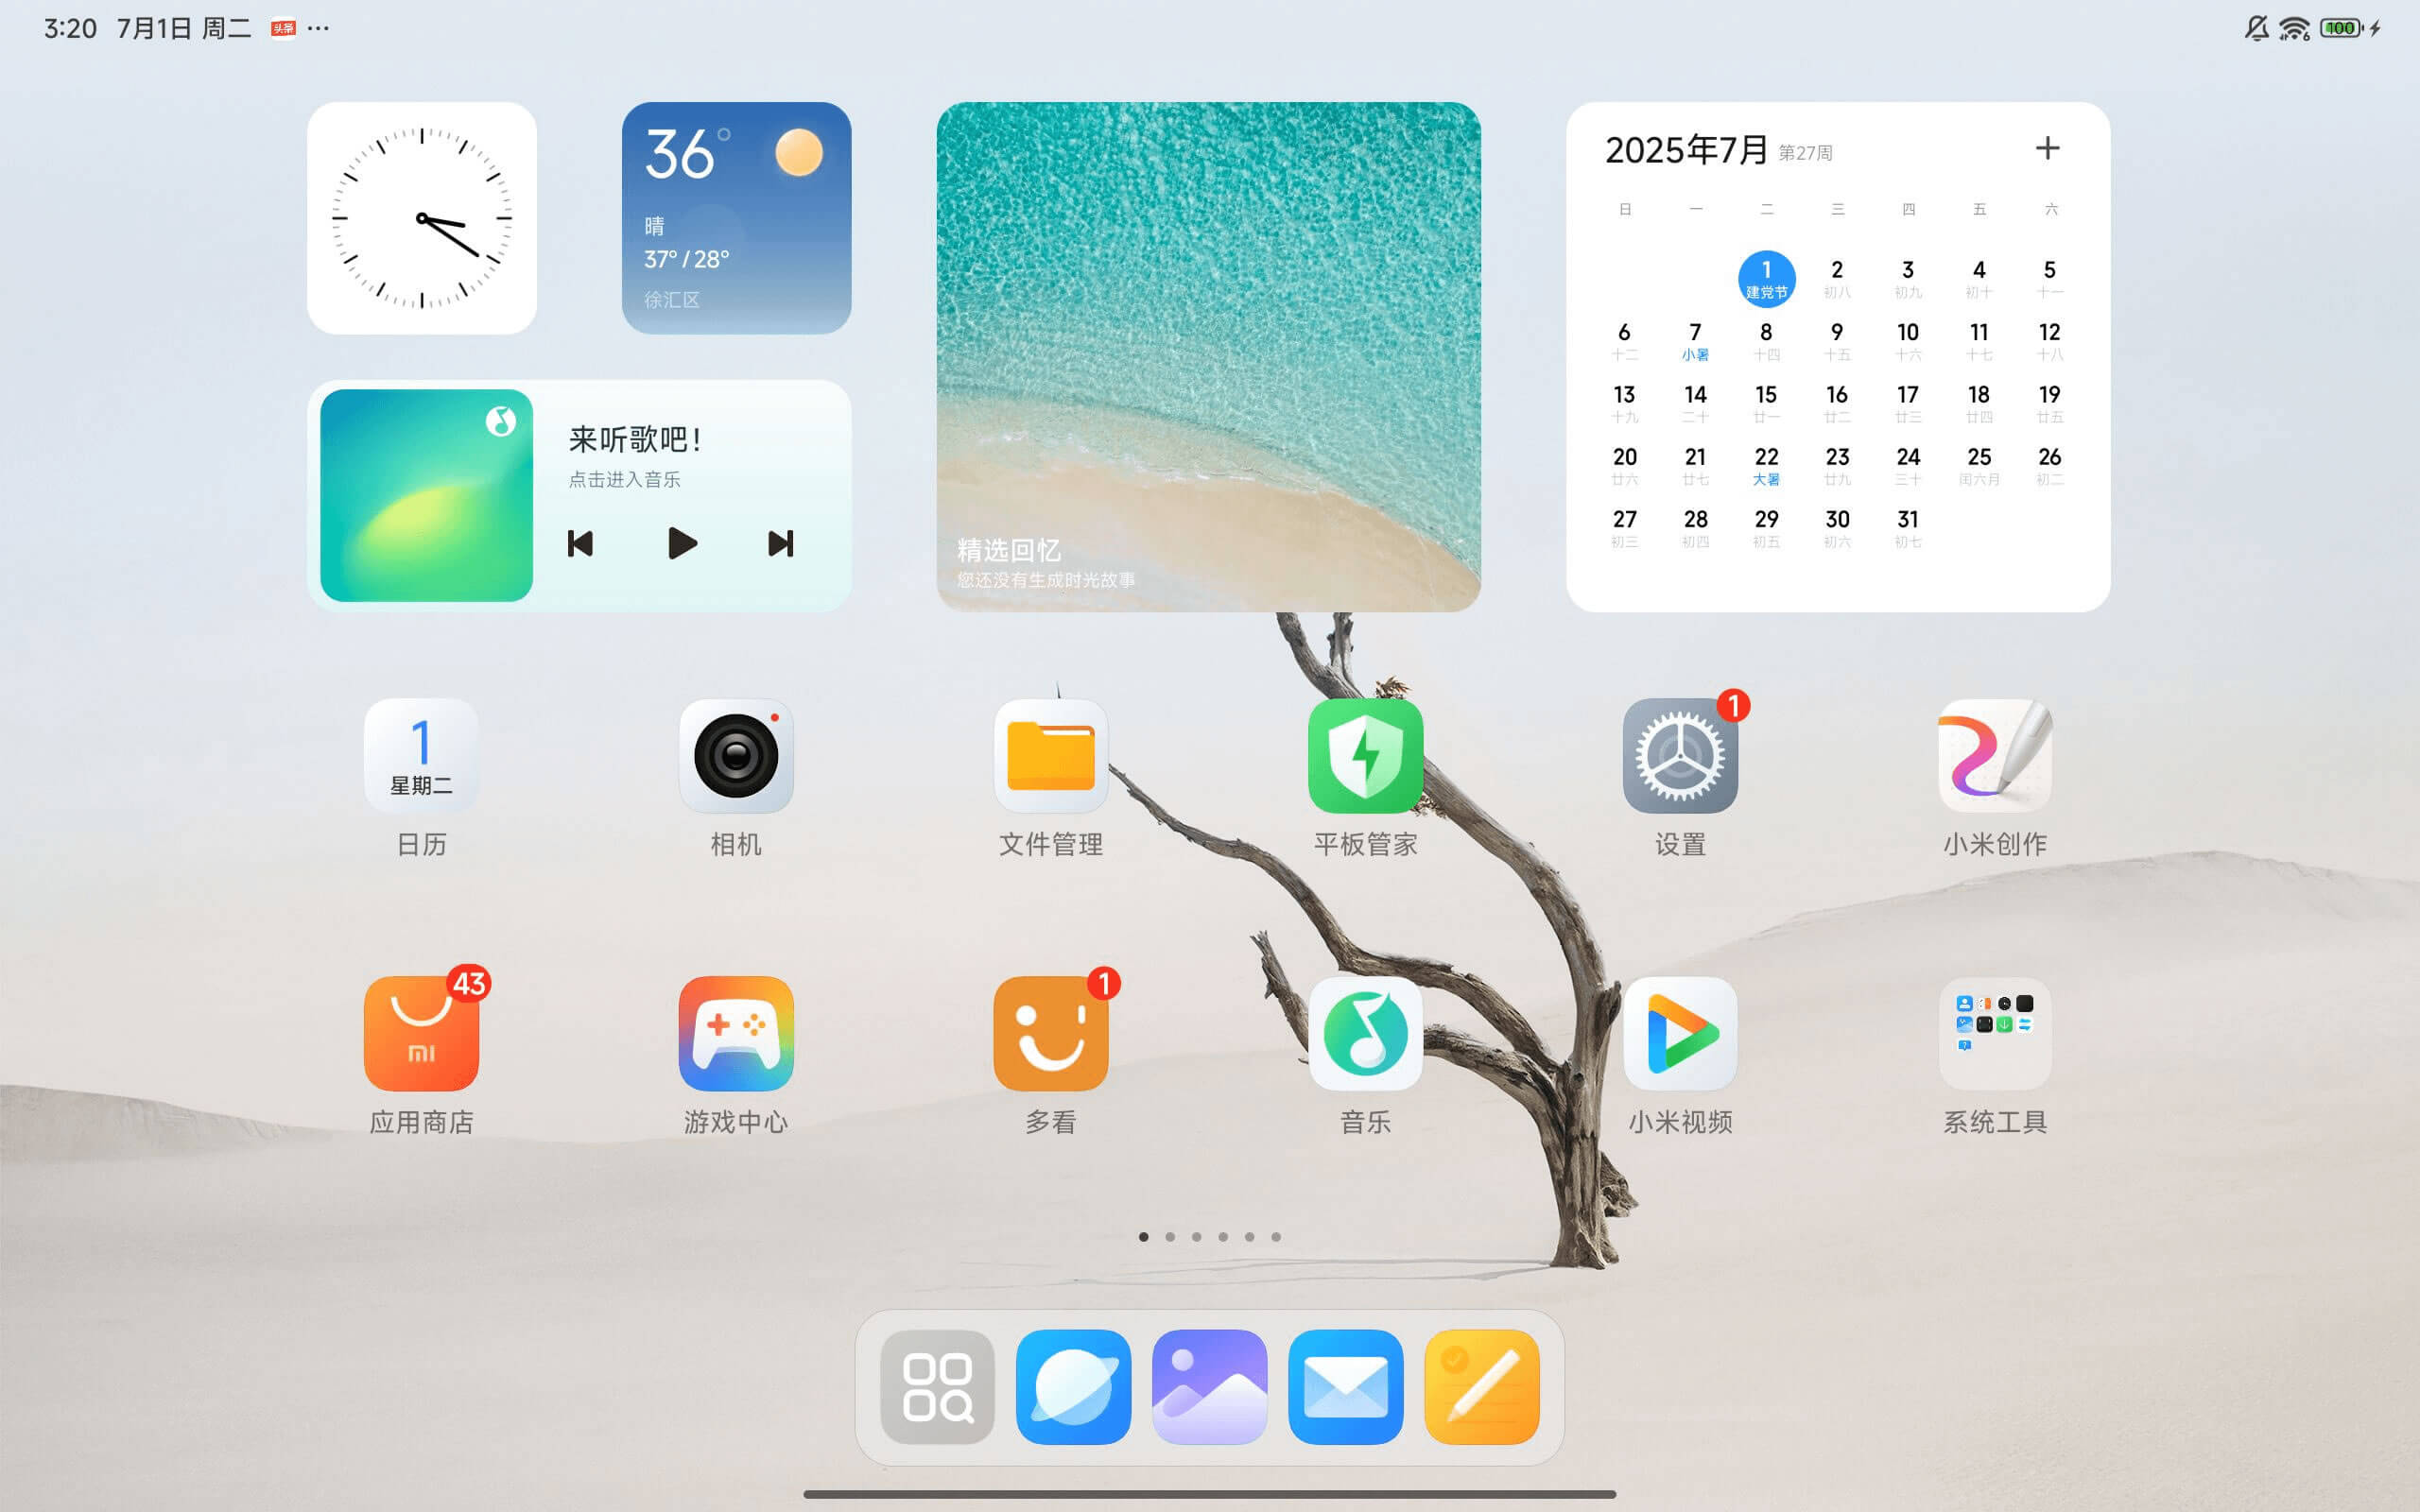 3:20 7月1日 周二 头条 ···
100
36°
晴
37° / 28°
徐汇区
来听歌吧！
点击进入音乐
精选回忆
您还没有生成时光故事
2025年7月 第27周 +
日 一 二 三 四 五 六
1 2 3 4 5
建党节 初八 初九 初十 十一
6 7 8 9 10 11 12
十二 小暑 十四 十五 十六 十七 十八
13 14 15 16 17 18 19
十九 二十 廿一 廿二 廿三 廿四 廿五
20 21 22 23 24 25 26
廿六 廿七 大暑 廿九 三十 闰六月 初二
27 28 29 30 31
初三 初四 初五 初六 初七
1
星期二
1
日历 相机 文件管理 平板管家 设置 小米创作
43
1
mi
应用商店 游戏中心 多看 音乐 小米视频 系统工具